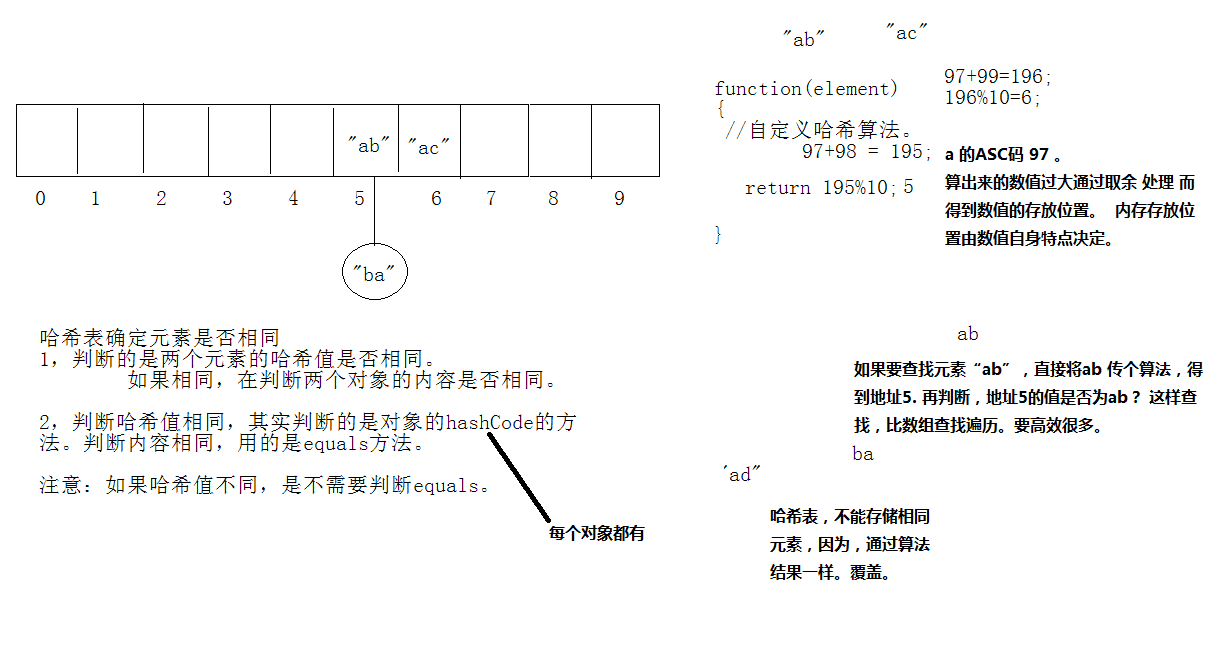 "ab"
"ac"
function(element)
{
//自定义哈希算法。
97+98 = 195;
return 195%10;5
}
97+99=196;
196%10=6;
a 的ASC码 97 。
算出来的数值过大通过取余 处理 而
得到数值的存放位置。 内存存放位
置由数值自身特点决定。
"ab" "ac"
0 1 2 3 4 5 6 7 8 9
"ba"
哈希表确定元素是否相同
1，判断的是两个元素的哈希值是否相同。
如果相同，在判断两个对象的内容是否相同。
2，判断哈希值相同，其实判断的是对象的hashCode的方
法。判断内容相同，用的是equals方法。
注意：如果哈希值不同，是不需要判断equals。
每个对象都有
ab
如果要查找元素“ab”，直接将ab 传个算法，得
到地址5. 再判断，地址5的值是否为ab？ 这样查
找，比数组查找遍历。要高效很多。
ba
'ad"
哈希表，不能存储相同
元素，因为，通过算法
结果一样。覆盖。